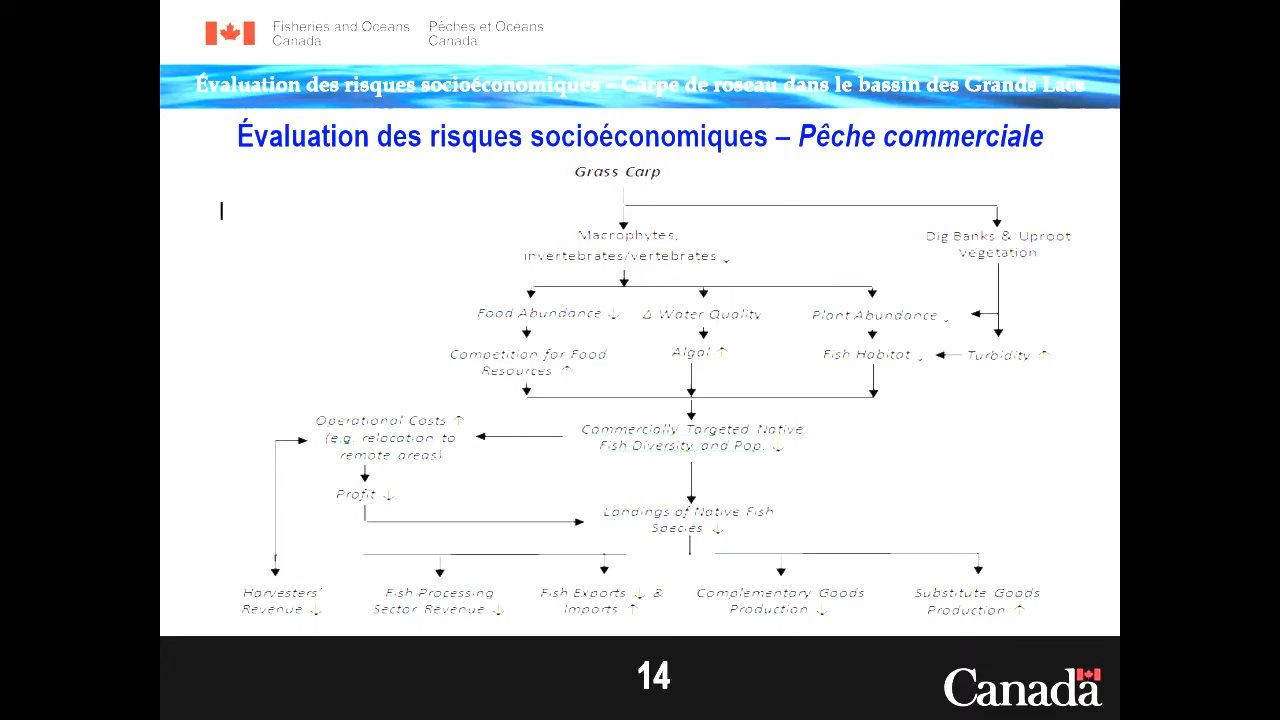 Fisheries and Oceans
Canada
Pêches et Oceans
Canada
Évaluation des risques socioéconomiques – Carpe de roseau dans le bassin des Grands Lacs
Évaluation des risques socioéconomiques – Pêche commerciale
Grass Carp
Macrophytes,
invertebrates/vertebrates ↓
Dig Banks & Uproot
Vegetation
Food Abundance ↓
Δ Water Quality
Plant Abundance ↓
Competition for Food
Resources ↑
Algal ↑
Fish Habitat ↓
Turbidity ↑
Operational Costs ↑
(e.g. relocation to
remote areas)
Commercially Targeted Native
Fish Diversity and Pop. ↓
Profit ↓
Landings of Native Fish
Species ↓
Harvesters'
Revenue ↓
Fish Processing
Sector Revenue ↓
Fish Exports ↓ &
Imports ↑
Complementary Goods
Production ↓
Substitute Goods
Production ↑
14
Canada